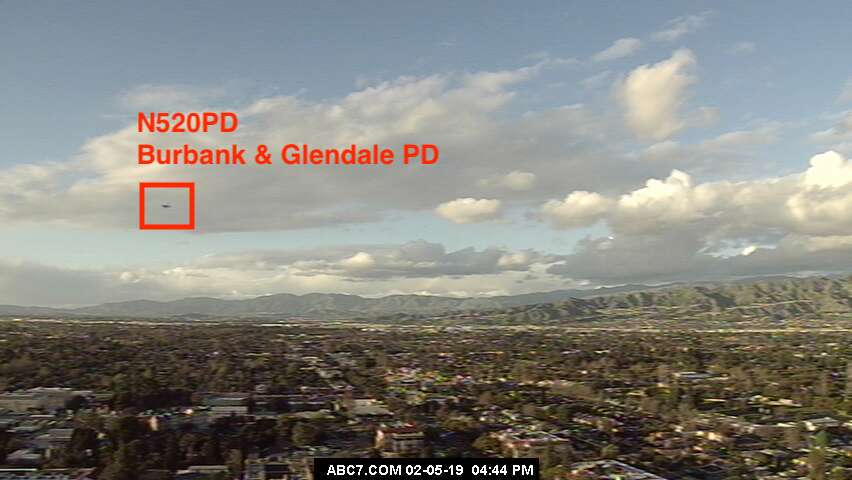 N520PD
Burbank & Glendale PD
ABC7.COM 02-05-19 04:44 PM